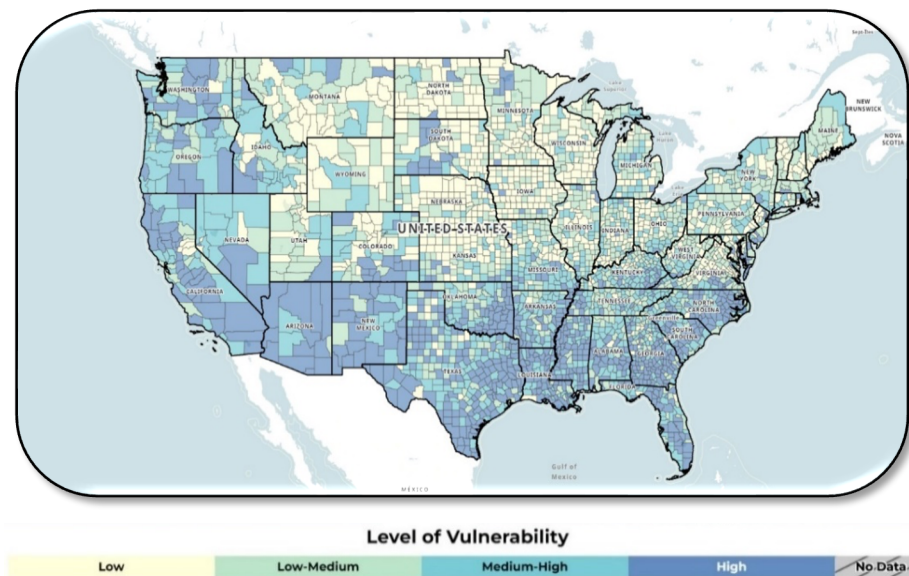 NEW
BRUNSWICK
NOVA
SCOTIA
WASHINGTON
MONTANA
NORTH
DAKOTA
MINNESOTA
MAINE
OREGON
IDAHO
SOUTH
DAKOTA
WISCONSIN
MICHIGAN
NEW
YORK
WYOMING
IOWA
NEBRASKA
PENNSYLVANIA
UNITED STATES
NEVADA
UTAH
COLORADO
KANSAS
ILLINOIS
INDIANA
OHIO
WEST
VIRGINIA
VIRGINIA
MISSOURI
KENTUCKY
CALIFORNIA
ARIZONA
NEW
MEXICO
OKLAHOMA
ARKANSAS
TENNESSEE
NORTH
CAROLINA
SOUTH
CAROLINA
TEXAS
LOUISIANA
ALABAMA
GEORGIA
FLORIDA
Gulf of
Mexico
MÉXICO
Level of Vulnerability
Low
Low-Medium
Medium-High
High
No Data